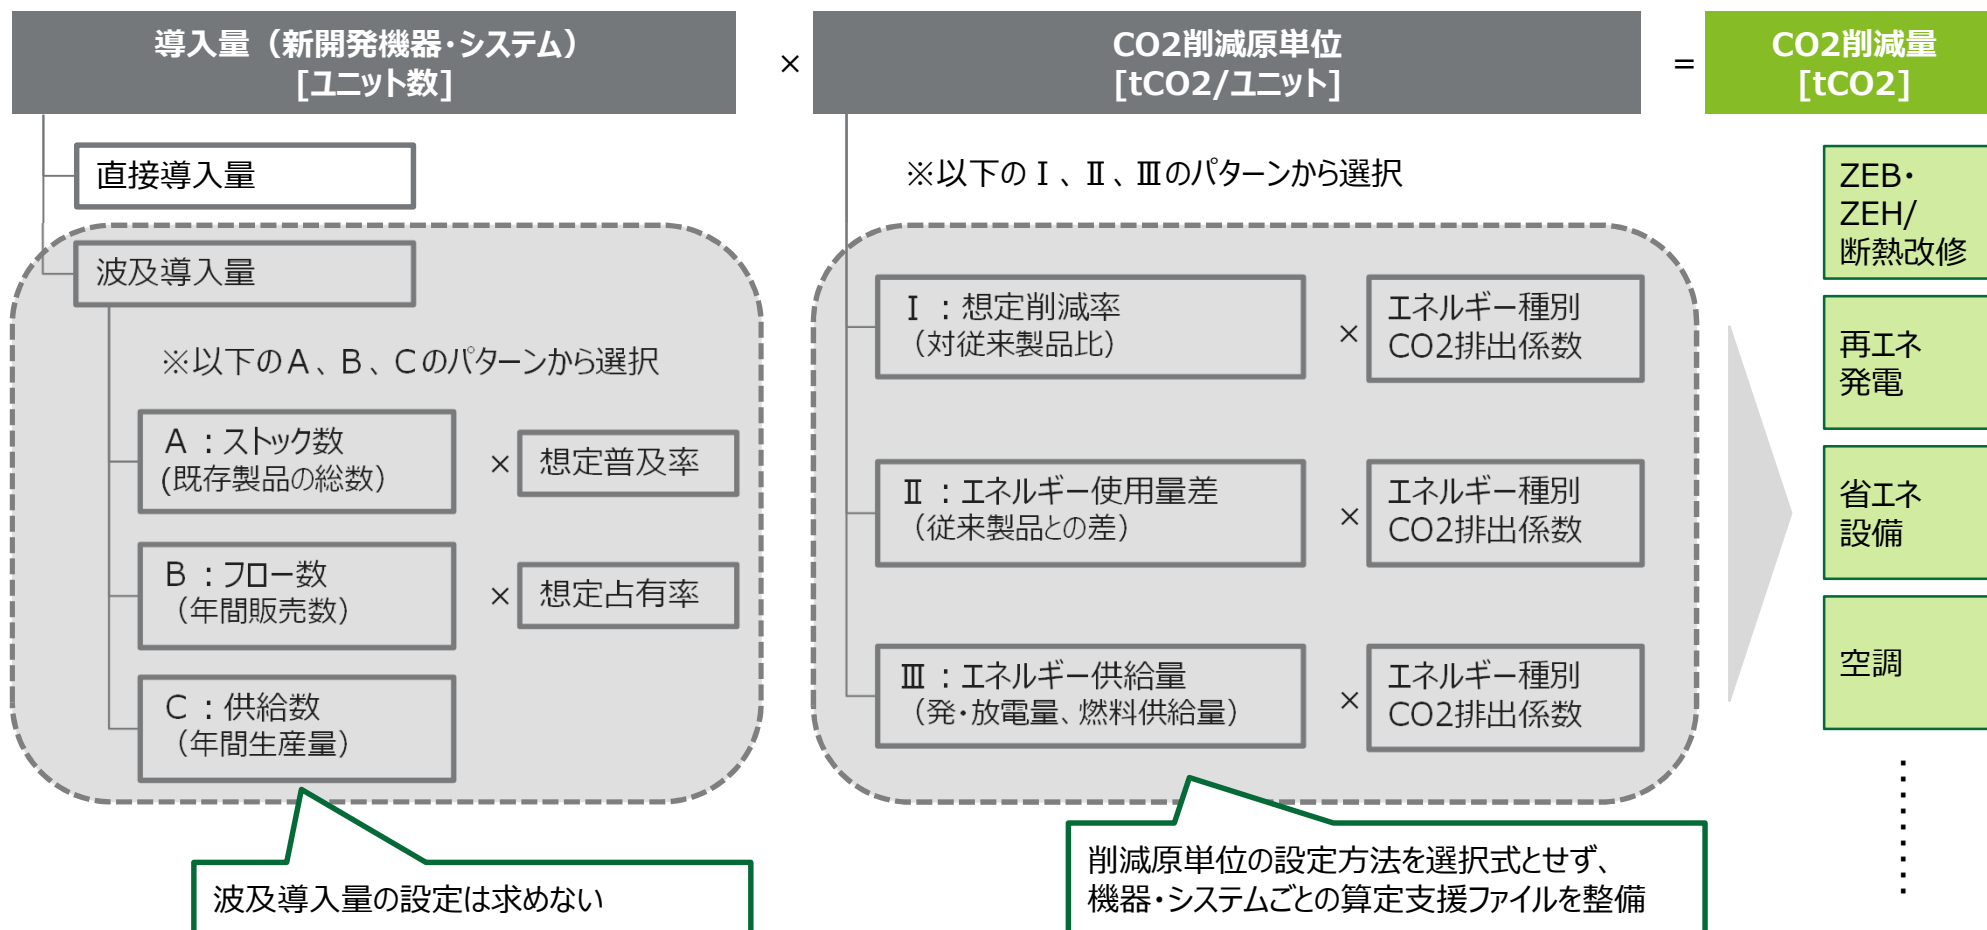 導入量（新開発機器・システム）
[ユニット数]
×
CO2削減原単位
[tCO2/ユニット]
=
CO2削減量
[tCO2]
直接導入量
波及導入量
※以下のA、B、Cのパターンから選択
A：ストック数
(既存製品の総数）
×
想定普及率
B：フロー数
（年間販売数）
×
想定占有率
C：供給数
（年間生産量）
波及導入量の設定は求めない
※以下のⅠ、Ⅱ、Ⅲのパターンから選択
Ⅰ：想定削減率
（対従来製品比）
×
エネルギー種別
CO2排出係数
Ⅱ：エネルギー使用量差
（従来製品との差）
×
エネルギー種別
CO2排出係数
Ⅲ：エネルギー供給量
（発・放電量、燃料供給量）
×
エネルギー種別
CO2排出係数
削減原単位の設定方法を選択式とせず、
機器・システムごとの算定支援ファイルを整備
ZEB・
ZEH/
断熱改修
再エネ
発電
省エネ
設備
空調
………